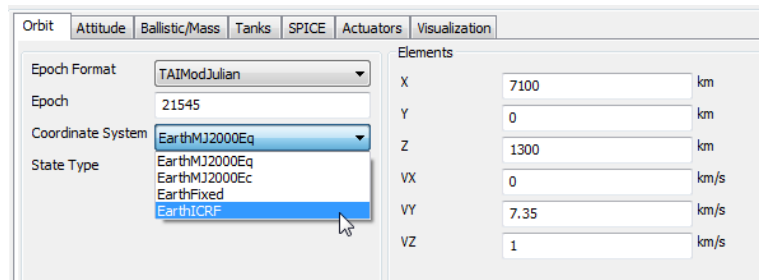 Orbit Attitude Ballistic/Mass Tanks SPICE Actuators Visualization
Epoch Format TAIModJulian
Epoch 21545
Coordinate System EarthMJ2000Eq
State Type
EarthMJ2000Eq
EarthMJ2000Ec
EarthFixed
EarthICRF
Elements
X 7100 km
Y 0 km
Z 1300 km
VX 0 km/s
VY 7.35 km/s
VZ 1 km/s